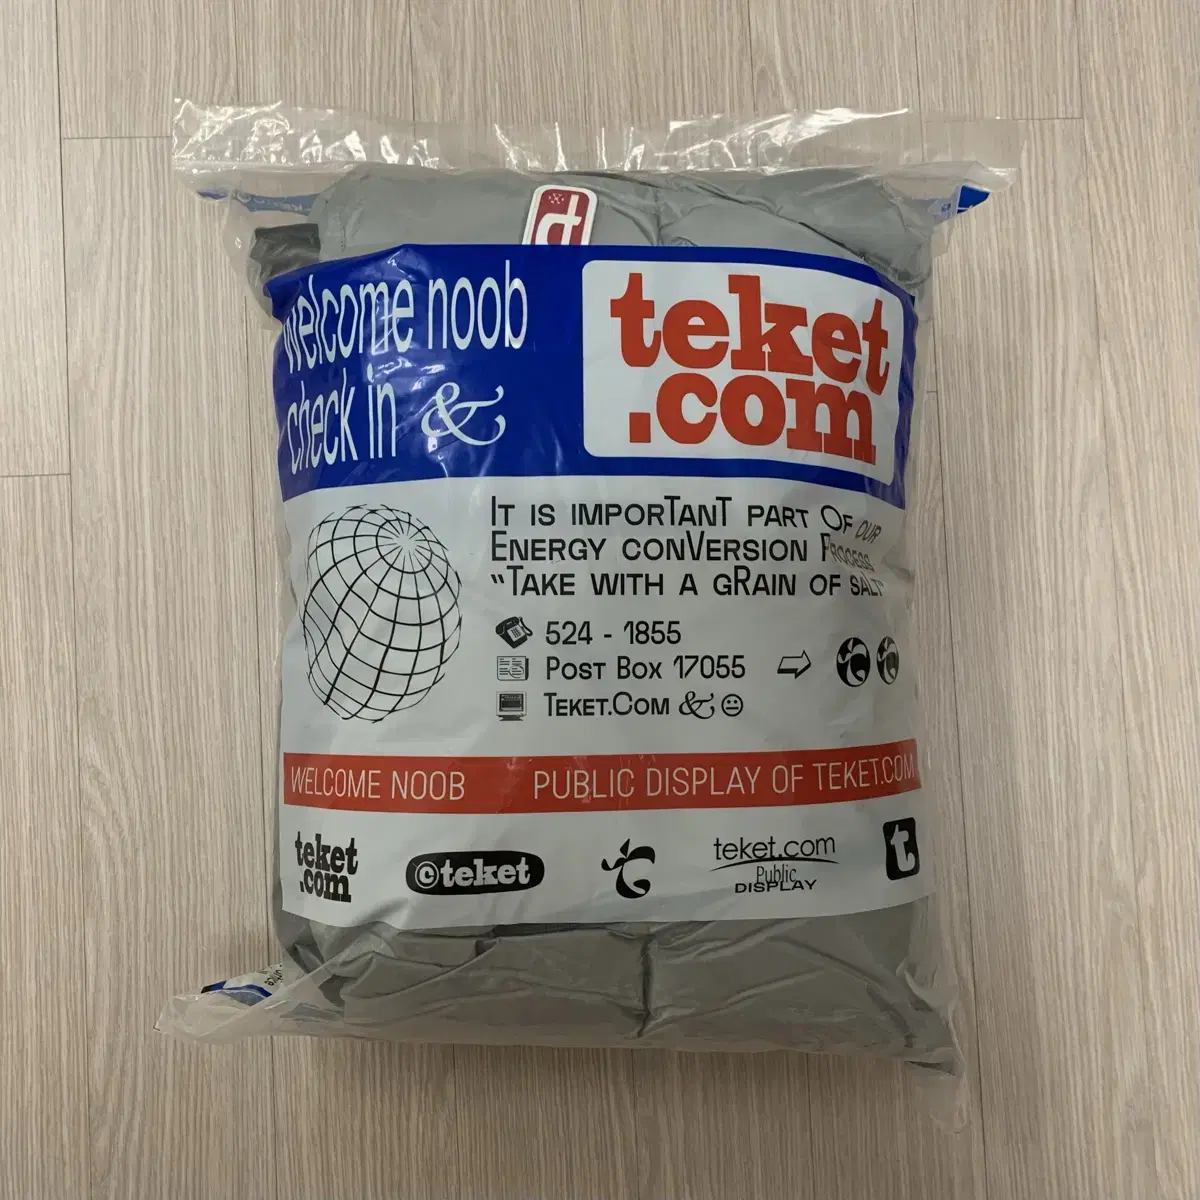 welcome noob
check in &
teket
.com
IT IS IMPORTANT PART OF OUR
ENERGY CONVERSION PROCESS
“TAKE WITH A GRAIN OF SALT”
524 - 1855
POST BOX 17055
TEKET.COM &
WELCOME NOOB PUBLIC DISPLAY OF TEKET.COM
teket
.com
©teket
teket.com
Public
DISPLAY
t